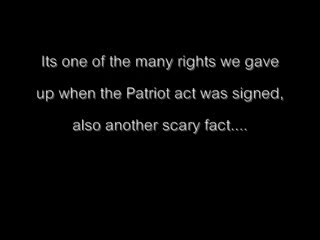 Its one of the many rights we gave
up when the Patriot act was signed,
also another scary fact....